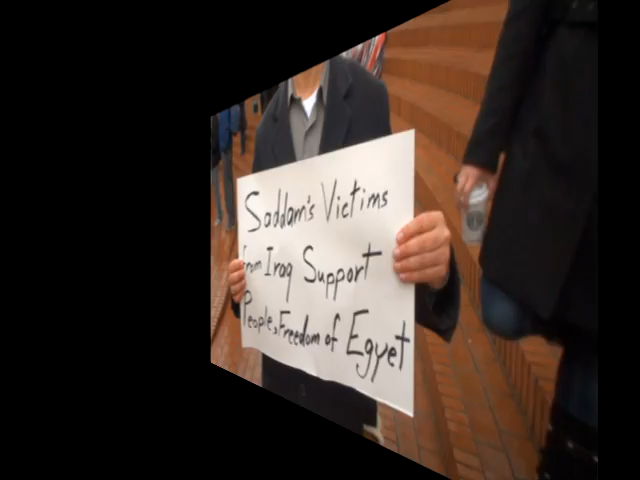 Saddam's Victims
from Iraq Support
People, Freedom of Egyet